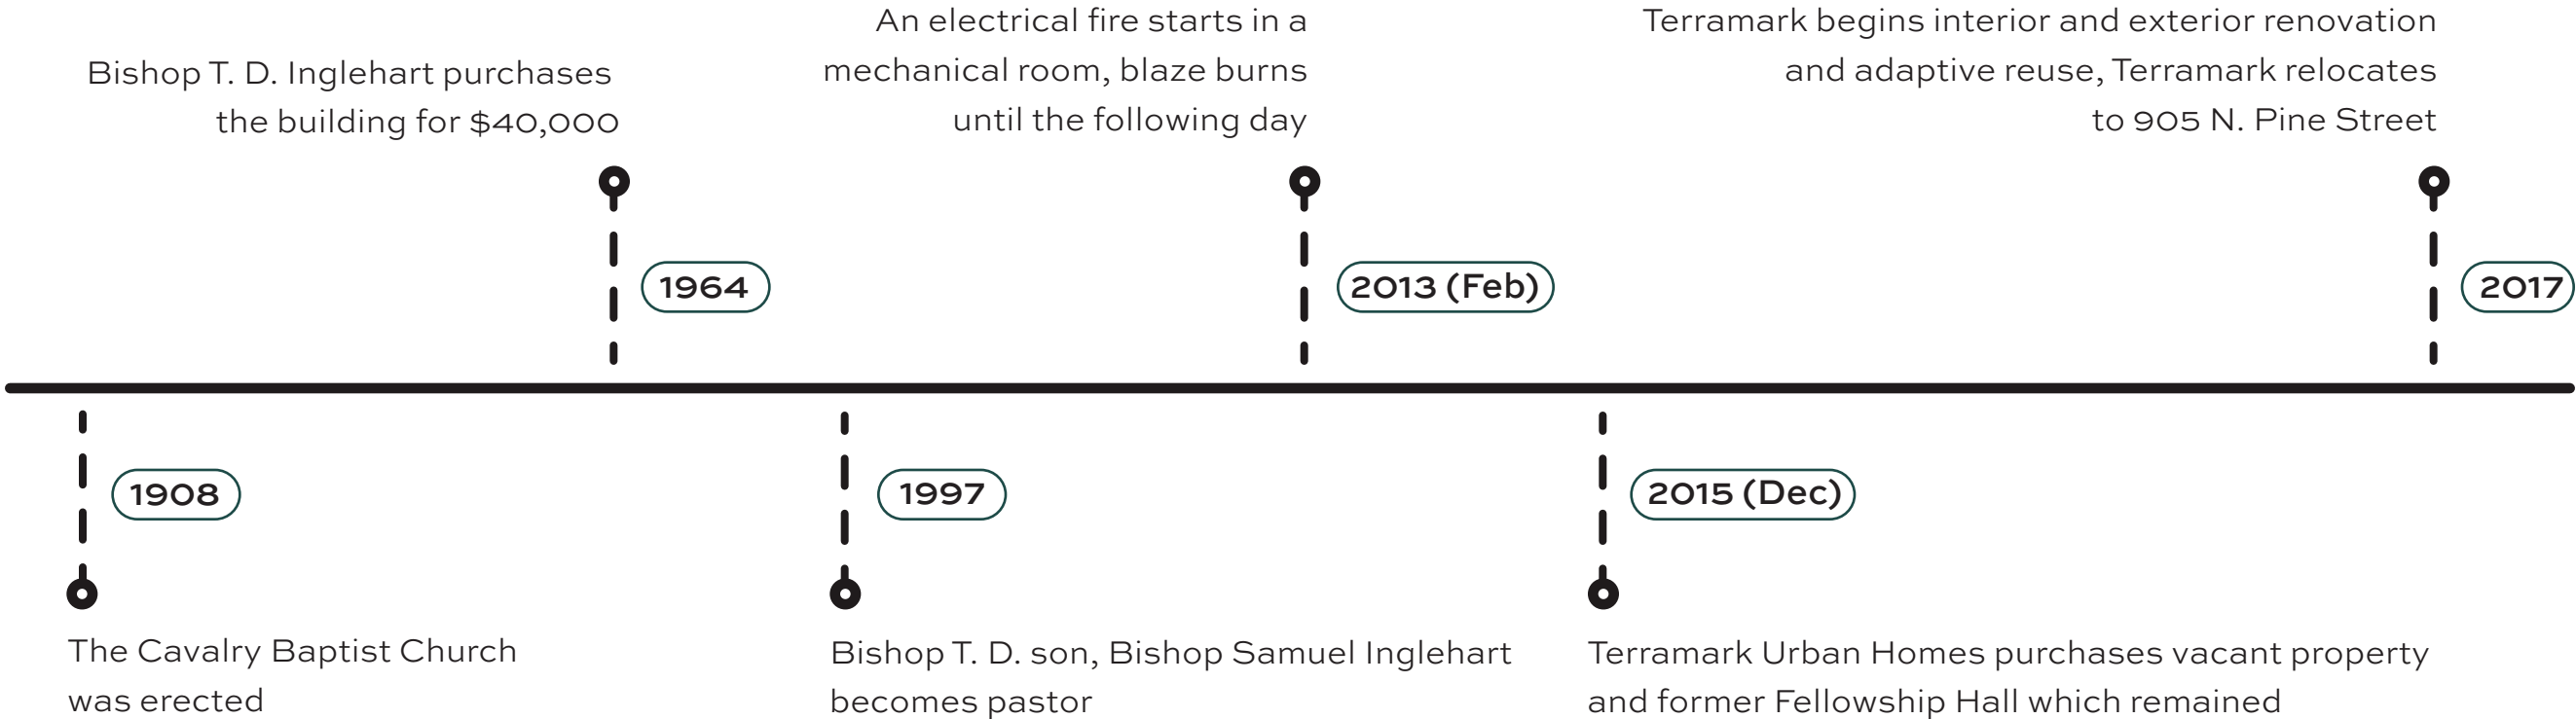 Bishop T. D. Inglehart purchases
the building for $40,000
An electrical fire starts in a
mechanical room, blaze burns
until the following day
Terramark begins interior and exterior renovation
and adaptive reuse, Terramark relocates
to 905 N. Pine Street
1964
2013 (Feb)
2017
1908
1997
2015 (Dec)
The Cavalry Baptist Church
was erected
Bishop T. D. son, Bishop Samuel Inglehart
becomes pastor
Terramark Urban Homes purchases vacant property
and former Fellowship Hall which remained